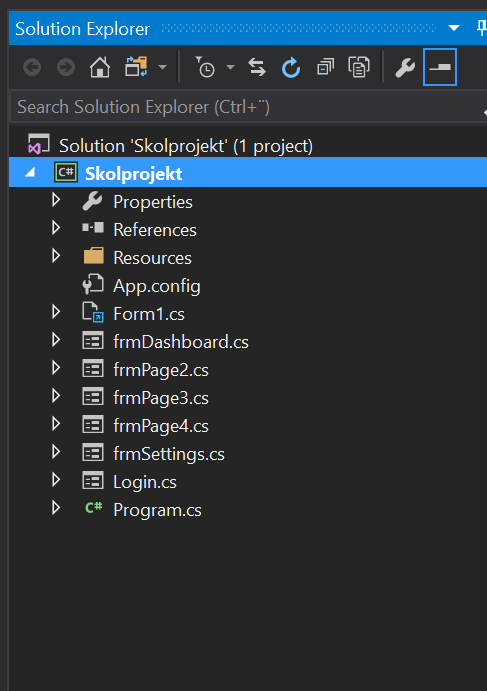 Solution Explorer
Search Solution Explorer (Ctrl+¨)
Solution 'Skolprojekt' (1 project)
C# Skolprojekt
Properties
References
Resources
App.config
Form1.cs
frmDashboard.cs
frmPage2.cs
frmPage3.cs
frmPage4.cs
frmSettings.cs
Login.cs
C# Program.cs